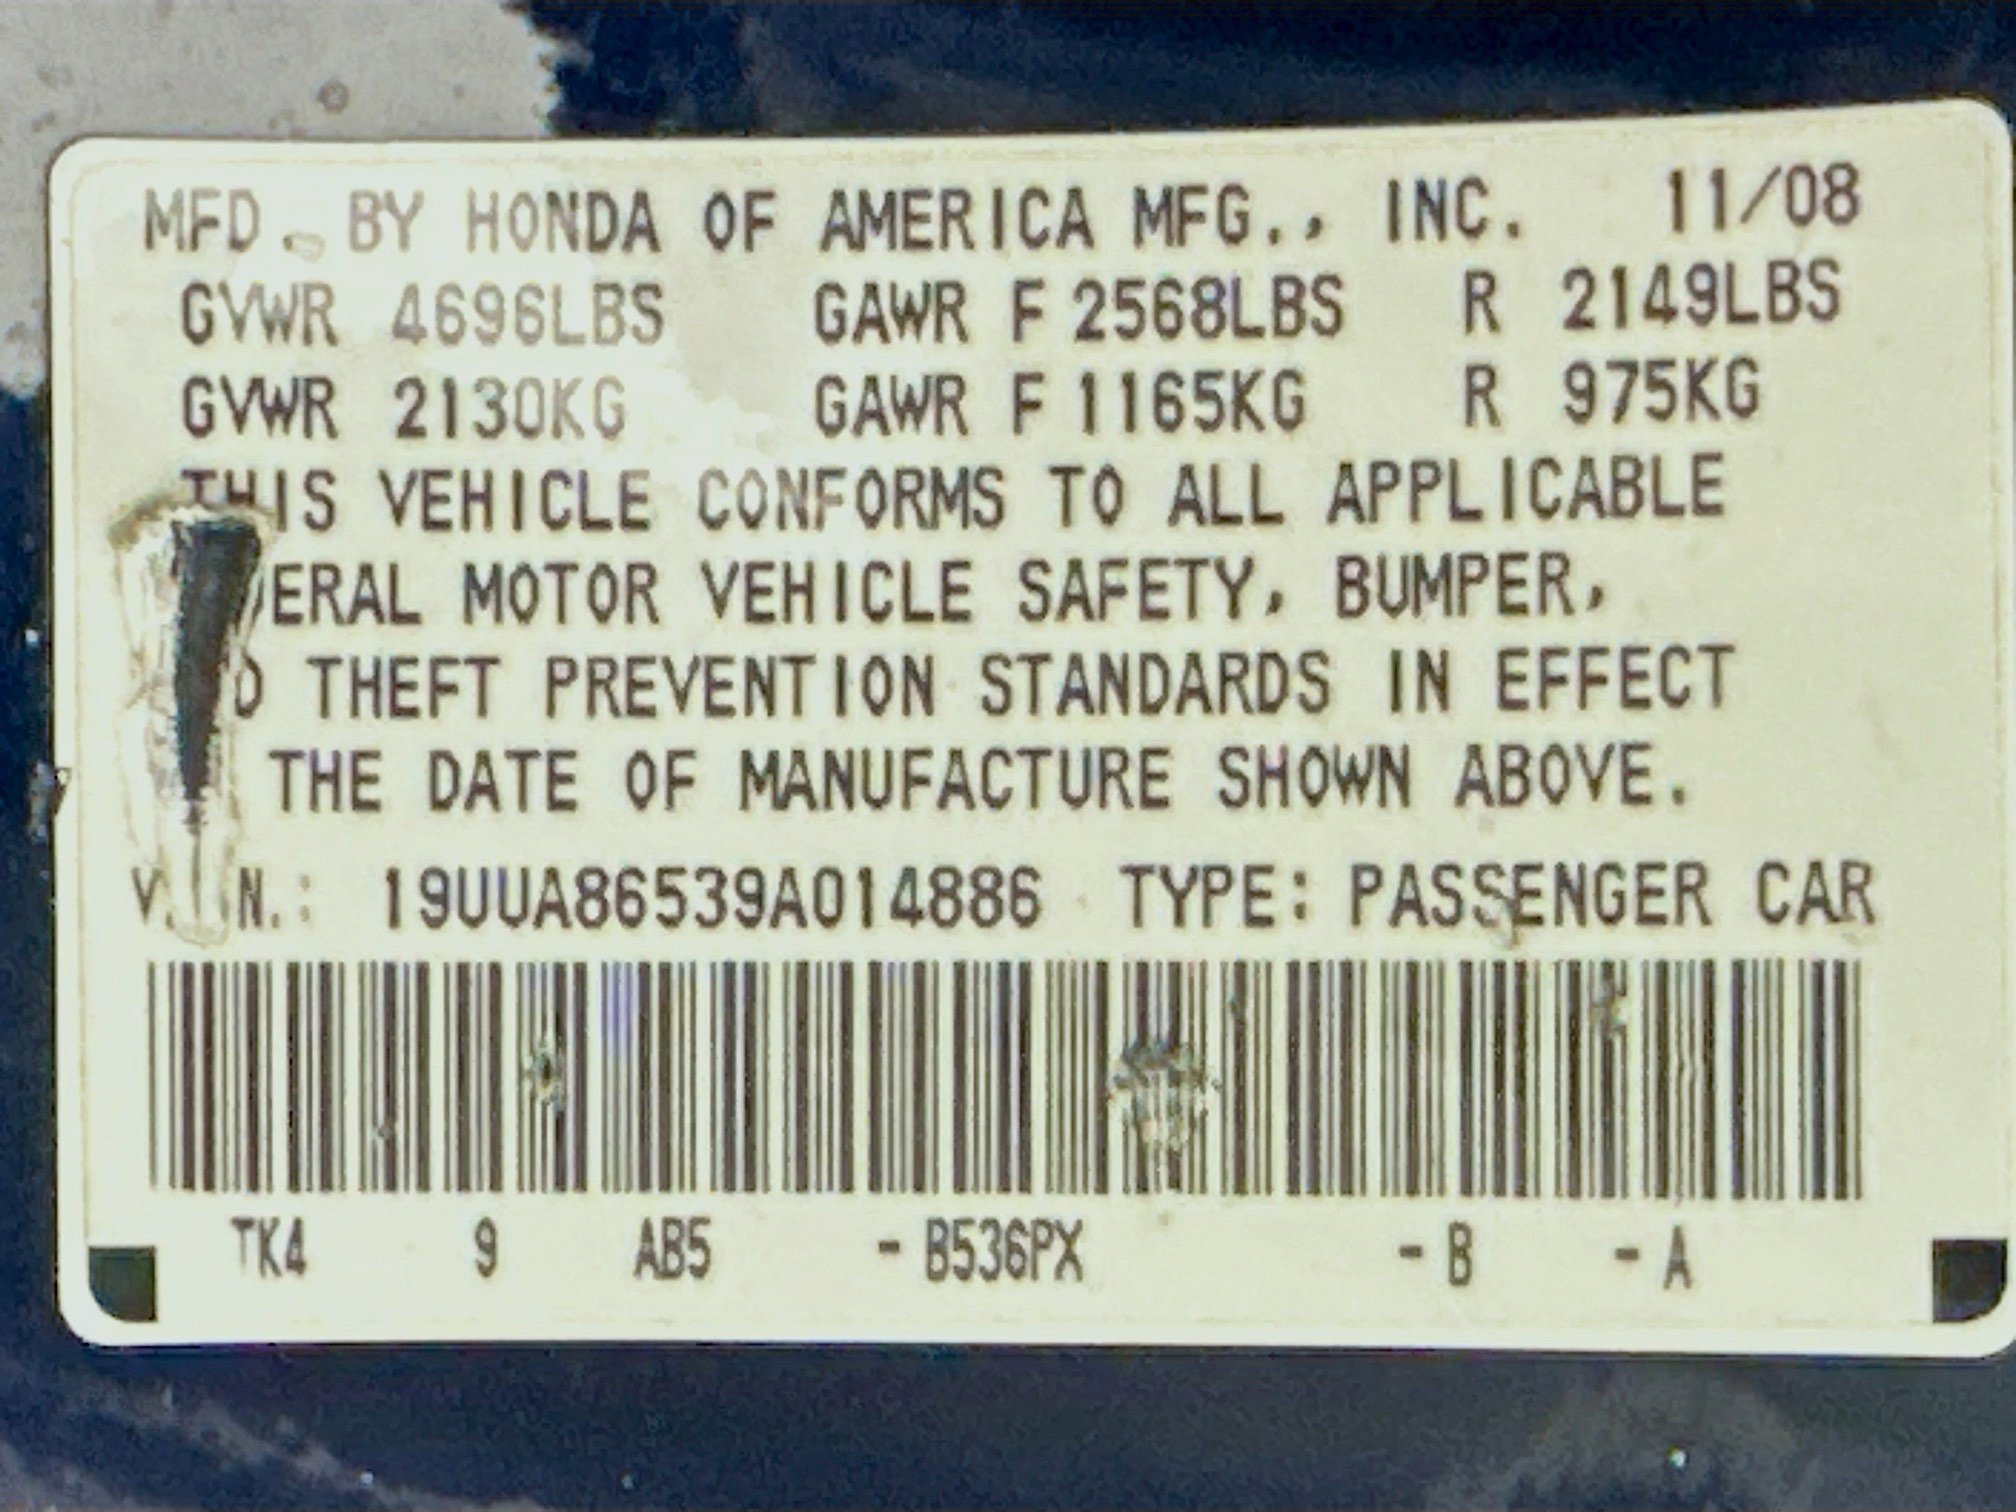 MFD. BY HONDA OF AMERICA MFG., INC. 11/08
GVWR 4696LBS GAWR F 2568LBS R 2149LBS
GVWR 2130KG GAWR F 1165KG R 975KG
THIS VEHICLE CONFORMS TO ALL APPLICABLE
ERAL MOTOR VEHICLE SAFETY, BUMPER,
D THEFT PREVENTION STANDARDS IN EFFECT
THE DATE OF MANUFACTURE SHOWN ABOVE.
V. N.: 19UUA86539A014886 TYPE: PASSENGER CAR
TK4 9 AB5 - B536PX - B - A